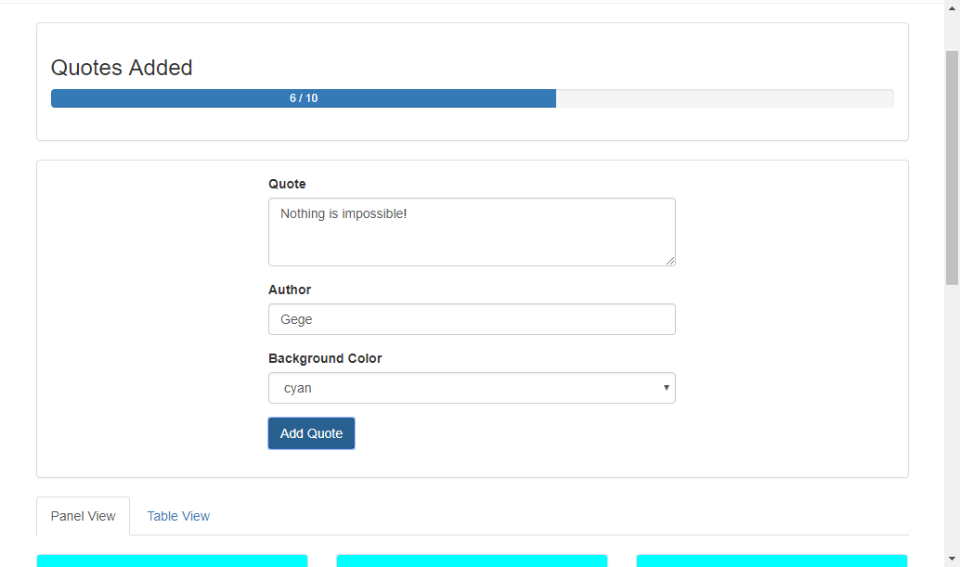 Quotes Added
6 / 10
Quote
Nothing is impossible!
Author
Gege
Background Color
cyan
Add Quote
Panel View
Table View